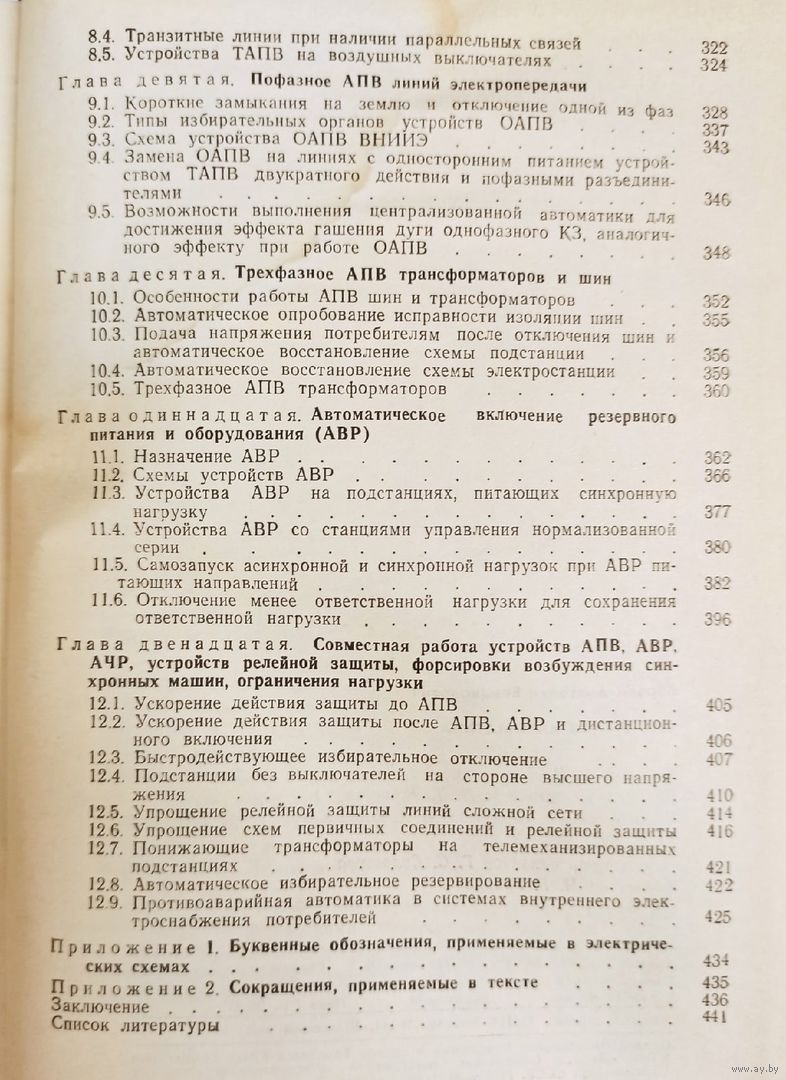 8.4. Транзитные линии при наличии параллельных связей . . . 322
8.5. Устройства ТАПВ на воздушных выключателях . . . . 324
Глава девятая. Пофазное АПВ линий электропередачи
9.1. Короткие замыкания на землю и отключение одной из фаз 328
9.2. Типы избирательных органов устройств ОАПВ . . . . 337
9.3. Схема устройства ОАПВ ВНИИЭ . . . . . . . 343
9.4. Замена ОАПВ на линиях с односторонним питанием устрой-
ством ТАПВ двукратного действия и пофазными разъедини-
телями . . . . . . . . . . . . . 346
9.5. Возможности выполнения централизованной автоматики для
достижения эффекта гашения дуги однофазного КЗ, аналогич-
ного эффекту при работе ОАПВ . . . . . . . 348
Глава десятая. Трехфазное АПВ трансформаторов и шин
10.1. Особенности работы АПВ шин и трансформаторов . . . 352
10.2. Автоматическое опробование исправности изоляции шин . . 355
10.3. Подача напряжения потребителям после отключения шин и
автоматическое восстановление схемы подстанции . . . 356
10.4. Автоматическое восстановление схемы электростанции . . 359
10.5. Трехфазное АПВ трансформаторов . . . . . . 360
Глава одиннадцатая. Автоматическое включение резервного
питания и оборудования (АВР)
11.1. Назначение АВР . . . . . . . . . . . 362
11.2. Схемы устройств АВР . . . . . . . . . 366
11.3. Устройства АВР на подстанциях, питающих синхронную
нагрузку . . . . . . . . . . . . 377
11.4. Устройства АВР со станциями управления нормализованной
серии . . . . . . . . . . . . . 380
11.5. Самозапуск асинхронной и синхронной нагрузок при АВР пи-
тающих направлений . . . . . . . . . . 382
11.6. Отключение менее ответственной нагрузки для сохранения
ответственной нагрузки . . . . . . . . . 396
Глава двенадцатая. Совместная работа устройств АПВ, АВР,
АЧР, устройств релейной защиты, форсировки возбуждения син-
хронных машин, ограничения нагрузки
12.1. Ускорение действия защиты до АПВ . . . . . . 405
12.2. Ускорение действия защиты после АПВ, АВР и дистанцион-
ного включения . . . . . . . . . . . 406
12.3. Быстродействующее избирательное отключение . . . . 407
12.4. Подстанции без выключателей на стороне высшего напря-
жения . . . . . . . . . . . . . 410
12.5. Упрощение релейной защиты линий сложной сети . . . 414
12.6. Упрощение схем первичных соединений и релейной защиты 416
12.7. Понижающие трансформаторы на телемеханизированных
подстанциях . . . . . . . . . . . . 421
12.8. Автоматическое избирательное резервирование . . . . 422
12.9. Противоаварийная автоматика в системах внутреннего элек-
троснабжения потребителей . . . . . . . 425
Приложение 1. Буквенные обозначения, применяемые в электриче-
ских схемах . . . . . . . . . . . . . 434
Приложение 2. Сокращения, применяемые в тексте . . . . 435
Заключение . . . . . . . . . . . . . . 436
Список литературы . . . . . . . . . . . . 441
www.ay.by